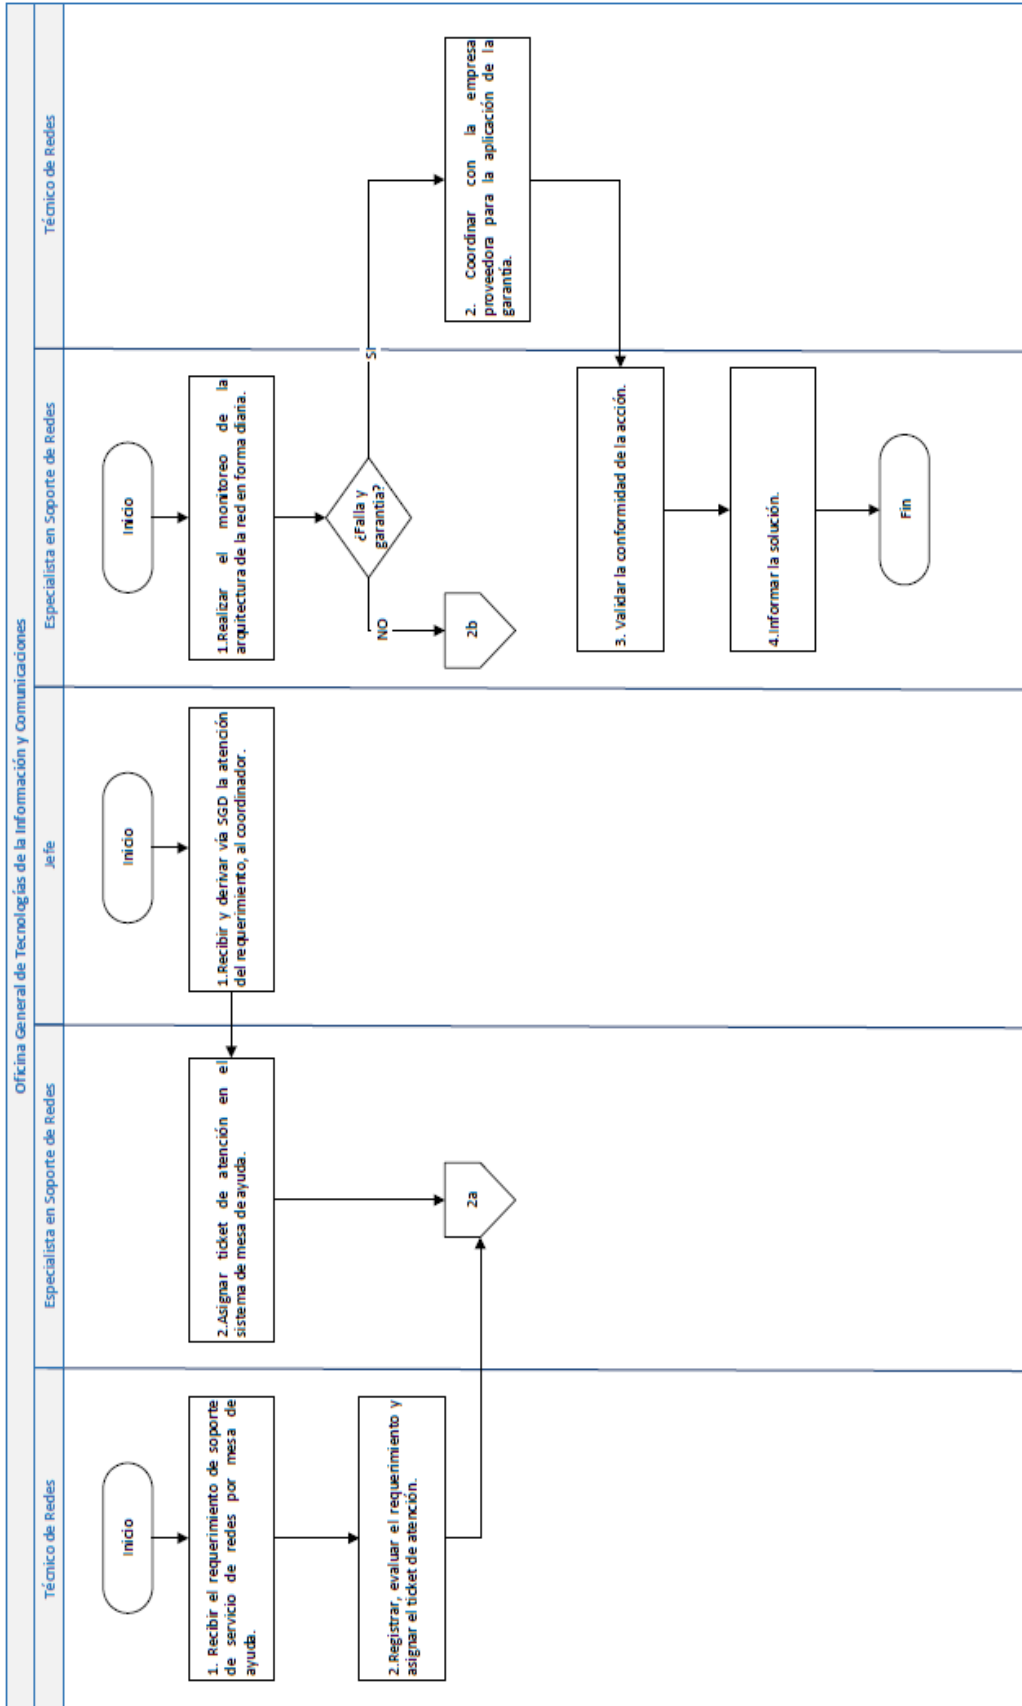 Oficina General de Tecnologías de la Información y Comunicaciones
Técnico de Redes
Especialista en Soporte de Redes
Jefe
Especialista en Soporte de Redes
Técnico de Redes
Inicio
1. Recibir el requerimiento de soporte
de servicio de redes por mesa de
ayuda.
2.Registrar, evaluar el requerimiento y
asignar el ticket de atención.
2.Asignar ticket de atención en el
sistema de mesa de ayuda.
2a
Inicio
1.Recibir y derivar vía SGD la atención
del requerimiento, al coordinador.
Inicio
1.Realizar el monitoreo de la
arquitectura de la red en forma diaria.
¿Falla y
garantía?
NO
SI
2b
2. Coordinar con la empresa
proveedora para la aplicación de la
garantía.
3. Validar la conformidad de la acción.
4.Informar la solución.
Fin